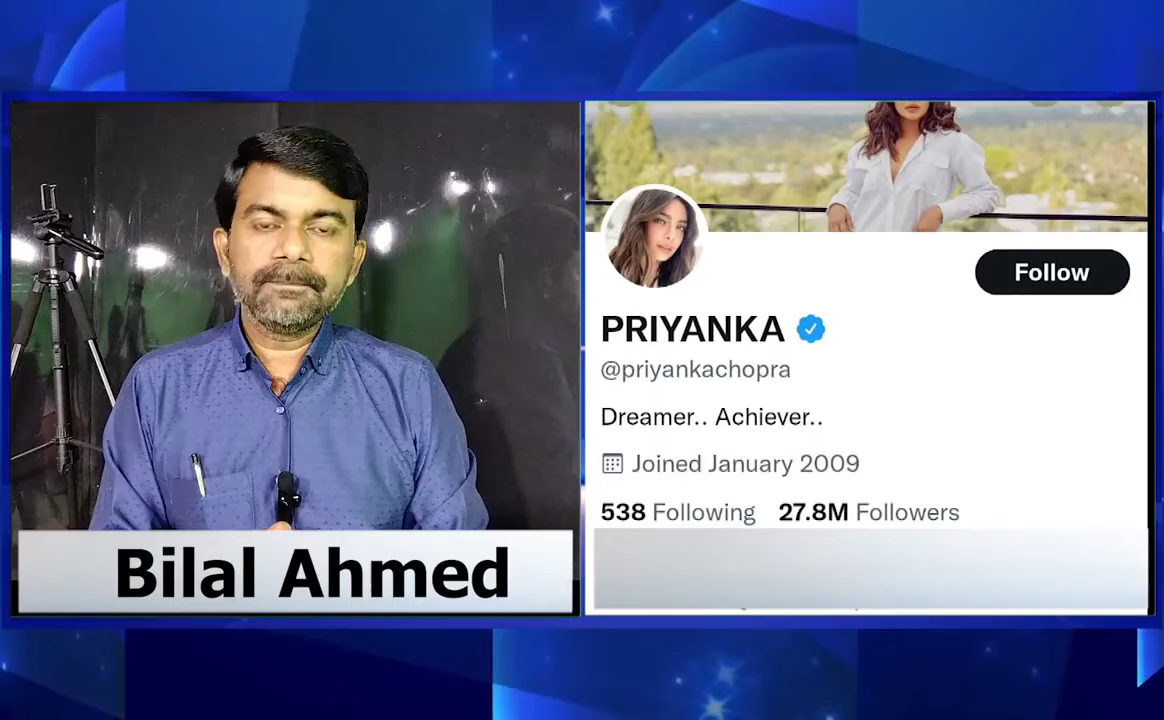 Bilal Ahmed
Follow
PRIYANKA
@priyankachopra
Dreamer.. Achiever..
Joined January 2009
538 Following 27.8M Followers